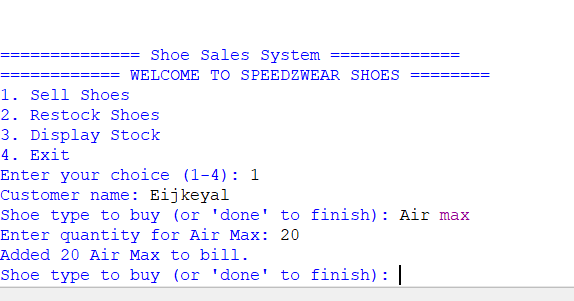 ============== Shoe Sales System =============
============ WELCOME TO SPEEDZWEAR SHOES ========
1. Sell Shoes
2. Restock Shoes
3. Display Stock
4. Exit
Enter your choice (1-4): 1
Customer name: Eijkeyal
Shoe type to buy (or 'done' to finish): Air max
Enter quantity for Air Max: 20
Added 20 Air Max to bill.
Shoe type to buy (or 'done' to finish):